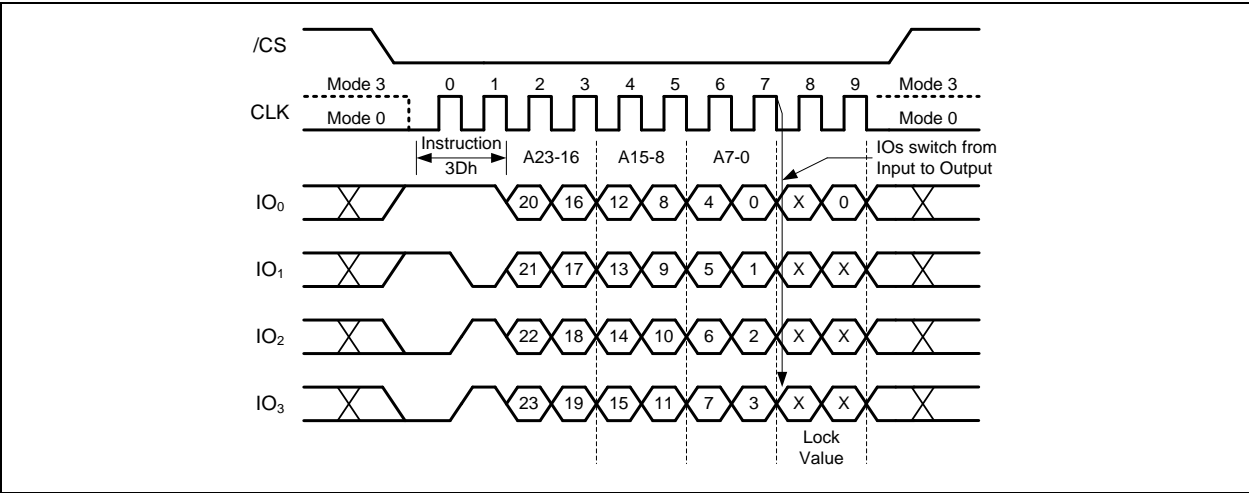 /CS
Mode 3 0 1 2 3 4 5 6 7 8 9 Mode 3
CLK
Mode 0 Mode 0
Instruction
3Dh
A23-16 A15-8 A7-0
IOs switch from
Input to Output
IO₀ 20 16 12 8 4 0 X 0
IO₁ 21 17 13 9 5 1 X X
IO₂ 22 18 14 10 6 2 X X
IO₃ 23 19 15 11 7 3 X X
Lock
Value